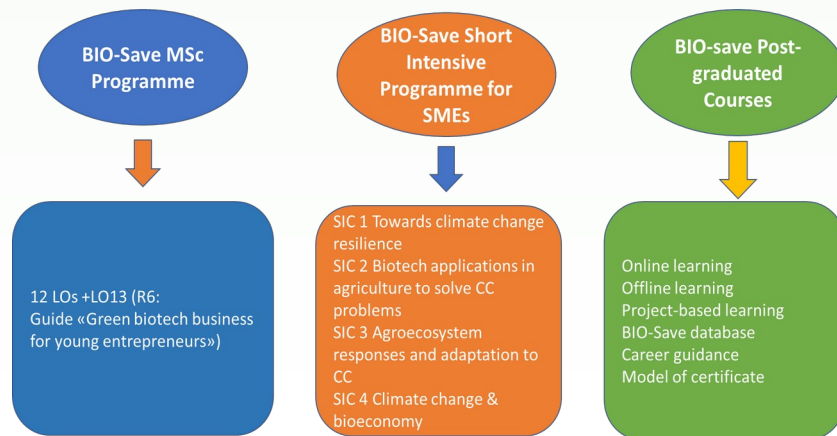 BIO-Save MSc
Programme
BIO-Save Short
Intensive
Programme for
SMEs
BIO-save Post-
graduated
Courses
12 LOs +LO13 (R6:
Guide «Green biotech business
for young entrepreneurs»)
SIC 1 Towards climate change
resilience
SIC 2 Biotech applications in
agriculture to solve CC
problems
SIC 3 Agroecosystem
responses and adaptation to
CC
SIC 4 Climate change &
bioeconomy
Online learning
Offline learning
Project-based learning
BIO-Save database
Career guidance
Model of certificate